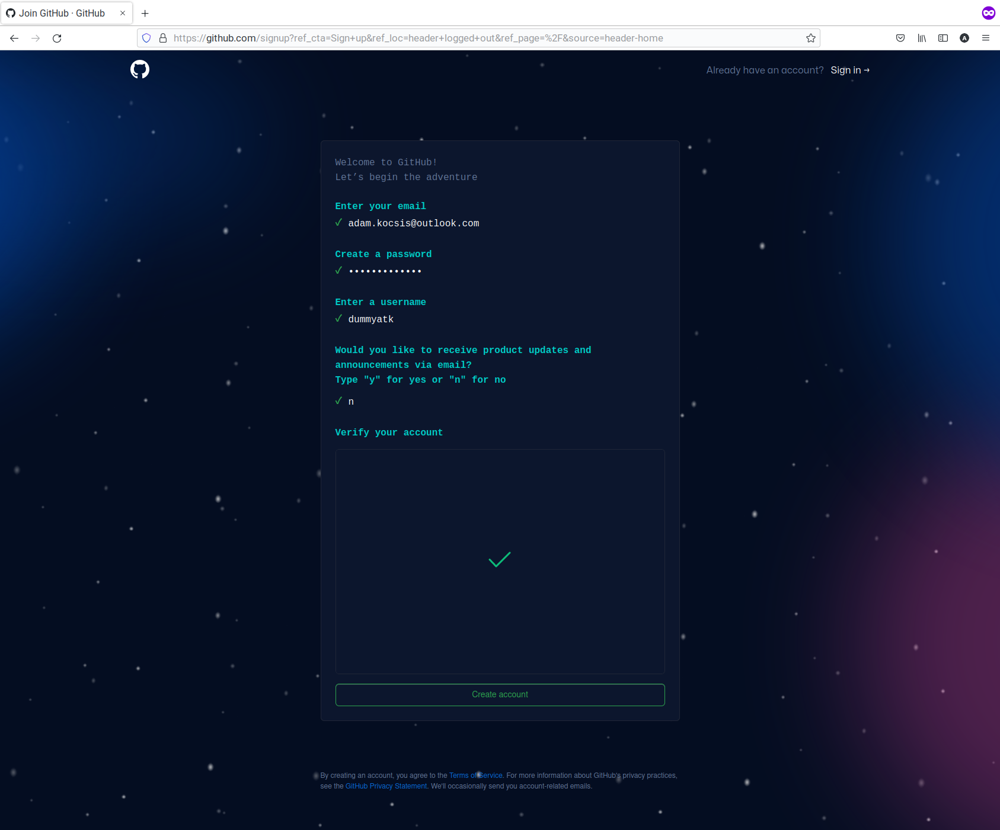 Join GitHub · GitHub
https://github.com/signup?ref_cta=Sign+up&ref_loc=header+logged+out&ref_page=%2F&source=header-home
A
Already have an account? Sign in →
Welcome to GitHub!
Let’s begin the adventure
Enter your email
✓ adam.kocsis@outlook.com
Create a password
✓ •••••••••••••
Enter a username
✓ dummyatk
Would you like to receive product updates and
announcements via email?
Type "y" for yes or "n" for no
✓ n
Verify your account
Create account
By creating an account, you agree to the Terms of Service. For more information about GitHub's privacy practices,
see the GitHub Privacy Statement. We'll occasionally send you account-related emails.